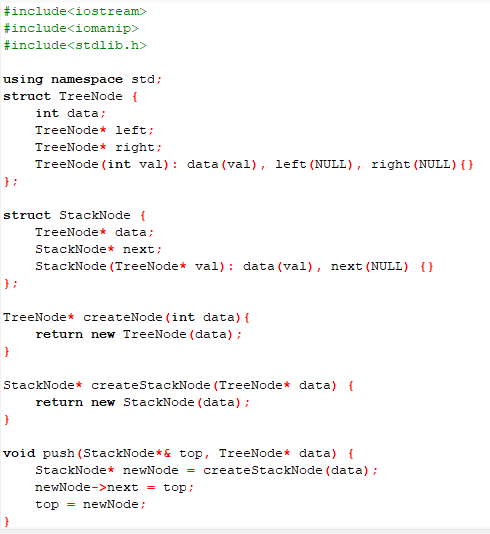 #include<iostream>
#include<iomanip>
#include<stdlib.h>

using namespace std;
struct TreeNode {
    int data;
    TreeNode* left;
    TreeNode* right;
    TreeNode(int val): data(val), left(NULL), right(NULL){}
};

struct StackNode {
    TreeNode* data;
    StackNode* next;
    StackNode(TreeNode* val): data(val), next(NULL) {}
};

TreeNode* createNode(int data){
    return new TreeNode(data);
}

StackNode* createStackNode(TreeNode* data) {
    return new StackNode(data);
}

void push(StackNode*& top, TreeNode* data) {
    StackNode* newNode = createStackNode(data);
    newNode->next = top;
    top = newNode;
}